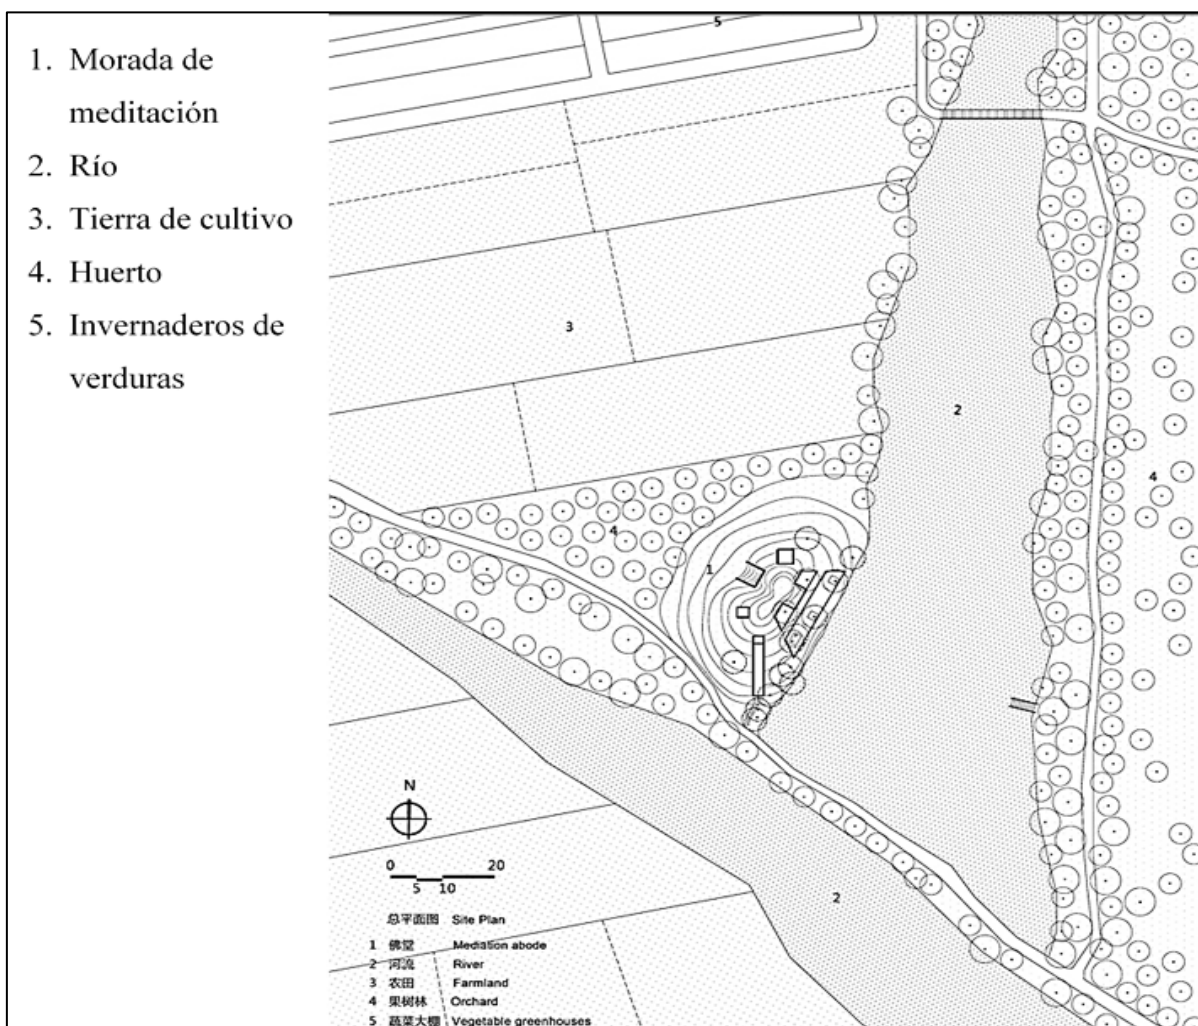 1. Morada de
meditación
2. Río
3. Tierra de cultivo
4. Huerto
5. Invernaderos de
verduras
5
3
2
4
4
1
N
0 20
5 10
2
总平面图 Site Plan
1 佛堂 Mediation abode
2 河流 River
3 农田 Farmland
4 果树林 Orchard
5 蔬菜大棚 Vegetable greenhouses